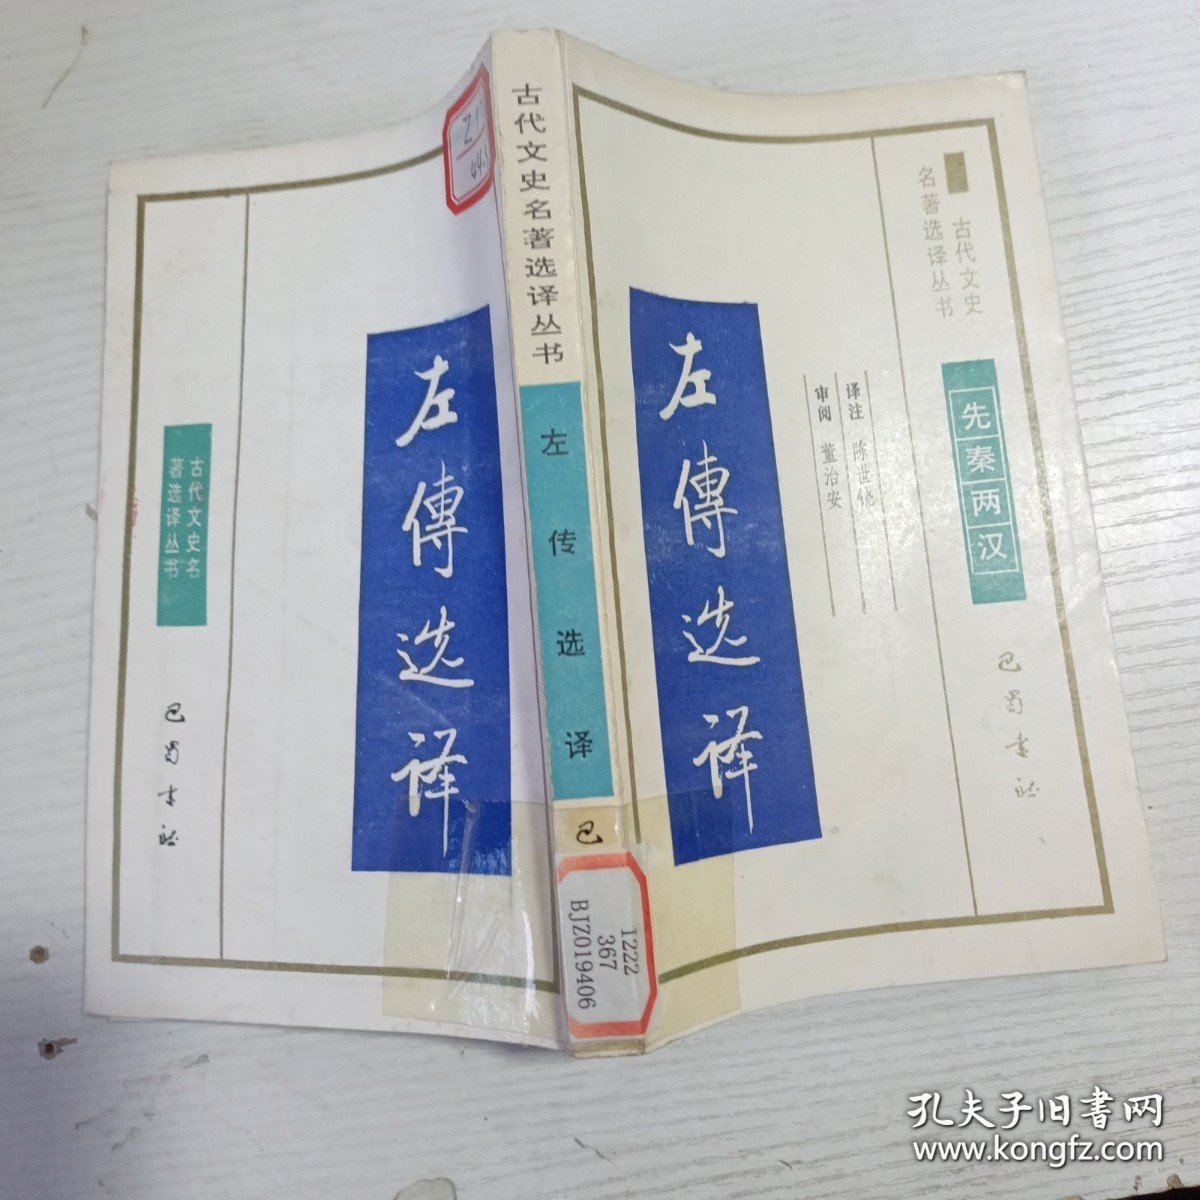 古代文史
名著选译丛书
先秦两汉
译注 陈世铙
审阅 董治安
左傳选译
巴蜀书社
古代文史名著选译丛书
左传选译
巴
1222
367
BJZ019406
左傳选译
古代文史名
著选译丛书
巴蜀书社
孔夫子旧书网
www.kongfz.com